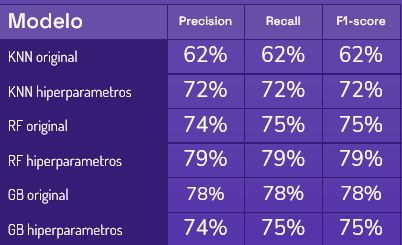 Modelo Precision Recall F1-score
KNN original 62% 62% 62%
KNN hiperparametros 72% 72% 72%
RF original 74% 75% 75%
RF hiperparametros 79% 79% 79%
GB original 78% 78% 78%
GB hiperparametros 74% 75% 75%